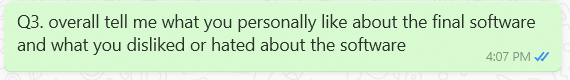 Q3. overall tell me what you personally like about the final software
and what you disliked or hated about the software
4:07 PM